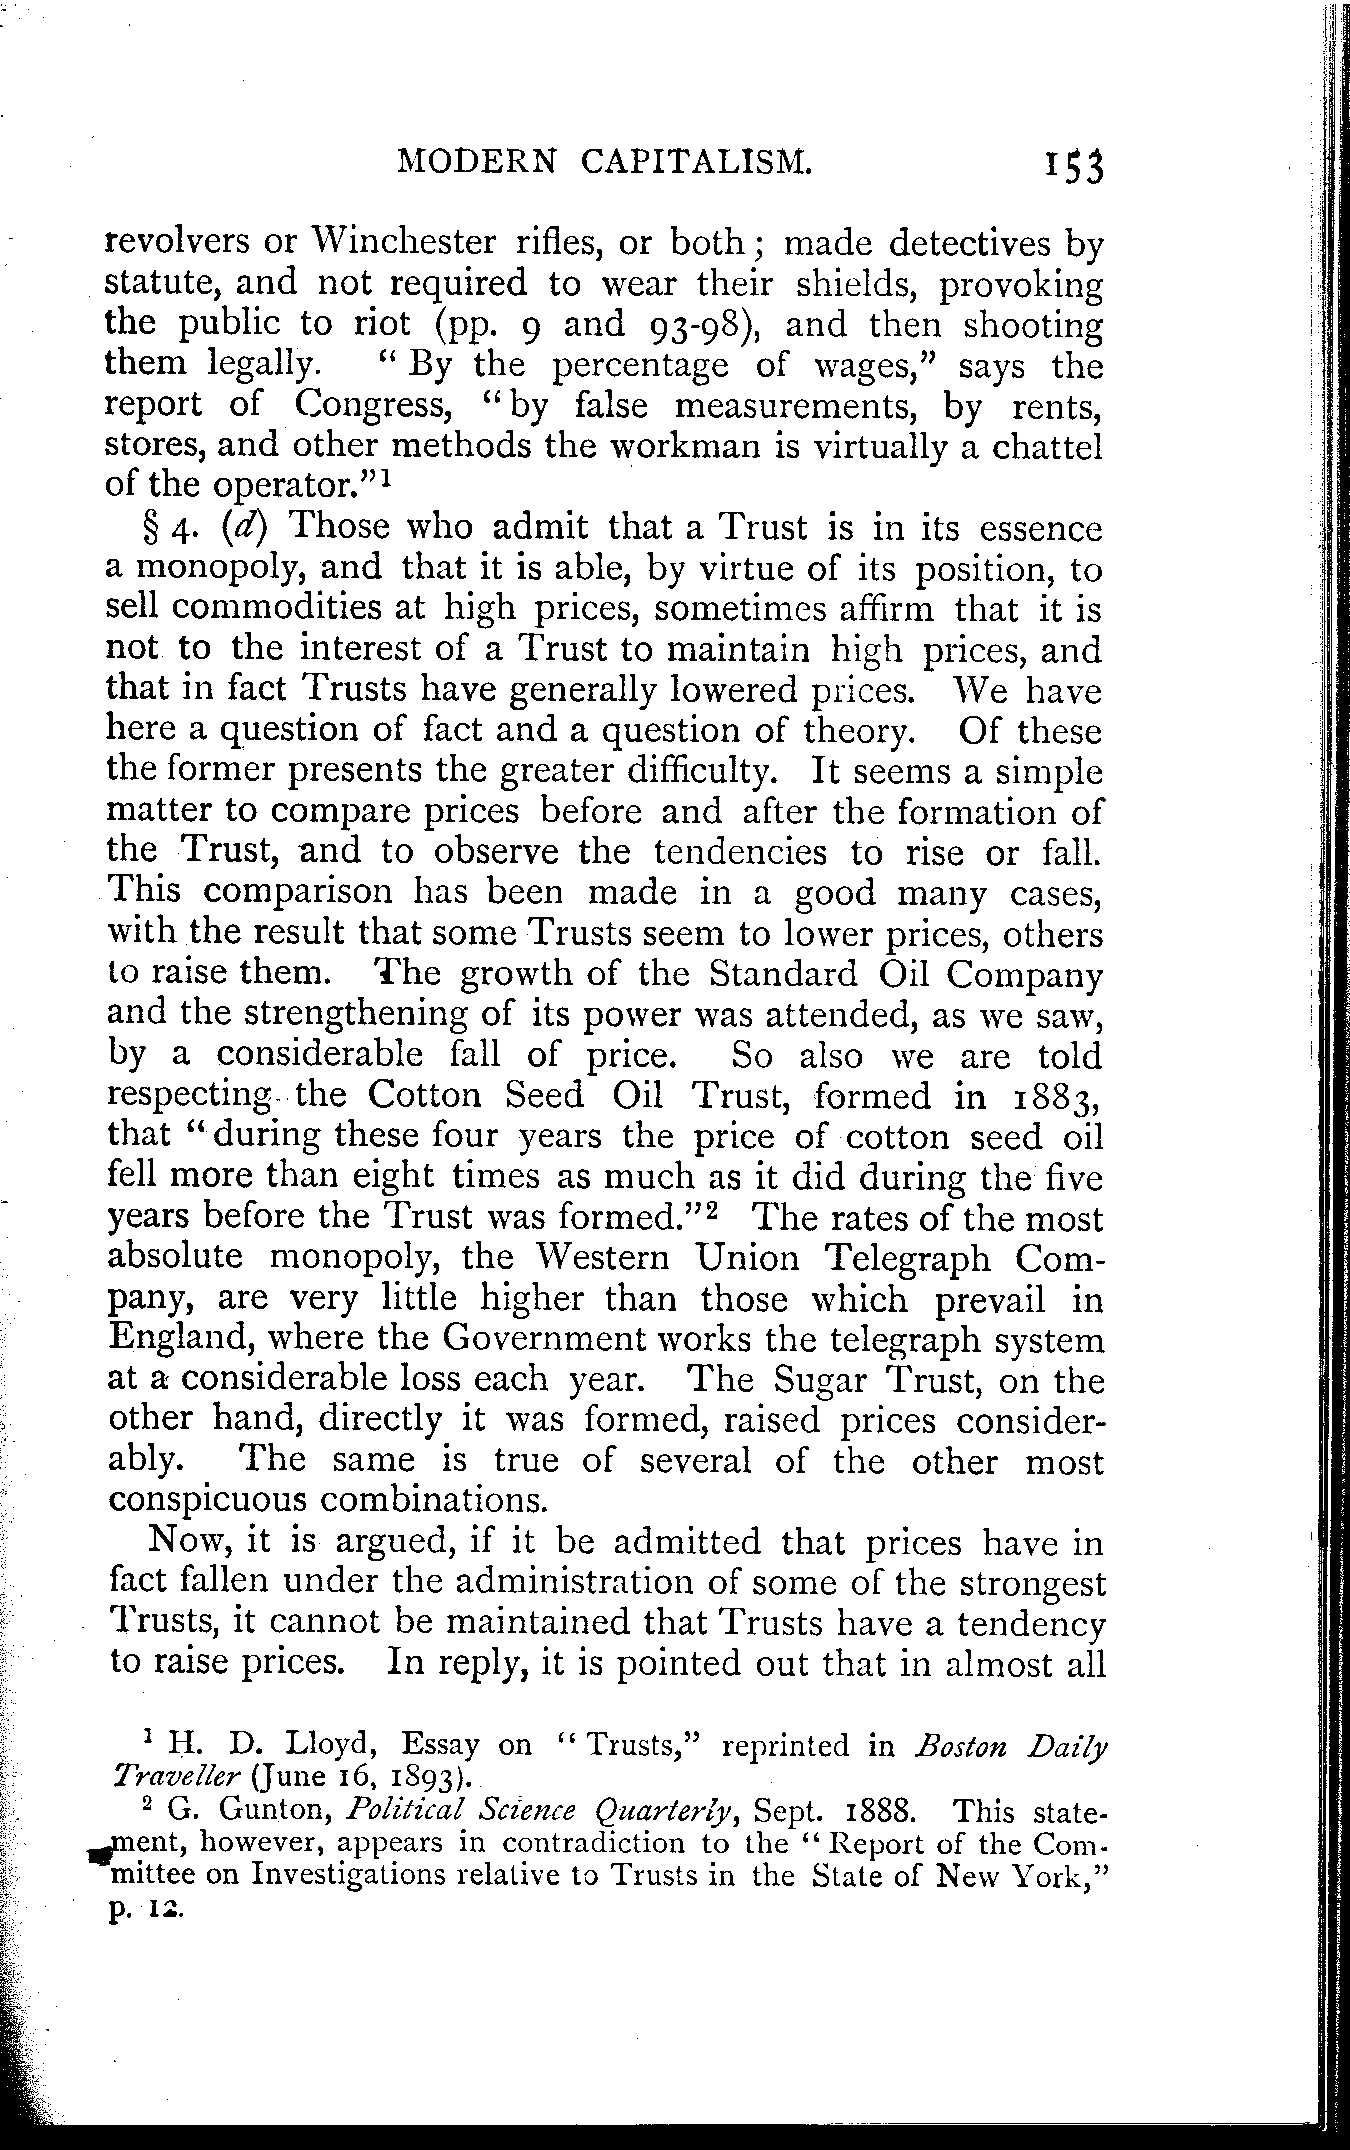 MODERN CAPITALISM. 153
revolvers or Winchester rifles, or both; made detectives by
statute, and not required to wear their shields, provoking
the public to riot (pp. 9 and 93-98), and then shooting
them legally. “By the percentage of wages,” says the
report of Congress, “by false measurements, by rents,
stores, and other methods the workman is virtually a chattel
of the operator.”¹
§ 4. (d) Those who admit that a Trust is in its essence
a monopoly, and that it is able, by virtue of its position, to
sell commodities at high prices, sometimes affirm that it is
not to the interest of a Trust to maintain high prices, and
that in fact Trusts have generally lowered prices. We have
here a question of fact and a question of theory. Of these
the former presents the greater difficulty. It seems a simple
matter to compare prices before and after the formation of
the Trust, and to observe the tendencies to rise or fall.
This comparison has been made in a good many cases,
with the result that some Trusts seem to lower prices, others
to raise them. The growth of the Standard Oil Company
and the strengthening of its power was attended, as we saw,
by a considerable fall of price. So also we are told
respecting the Cotton Seed Oil Trust, formed in 1883,
that “during these four years the price of cotton seed oil
fell more than eight times as much as it did during the five
years before the Trust was formed.”² The rates of the most
absolute monopoly, the Western Union Telegraph Com-
pany, are very little higher than those which prevail in
England, where the Government works the telegraph system
at a considerable loss each year. The Sugar Trust, on the
other hand, directly it was formed, raised prices consider-
ably. The same is true of several of the other most
conspicuous combinations.
Now, it is argued, if it be admitted that prices have in
fact fallen under the administration of some of the strongest
Trusts, it cannot be maintained that Trusts have a tendency
to raise prices. In reply, it is pointed out that in almost all
¹ H. D. Lloyd, Essay on “Trusts,” reprinted in Boston Daily
Traveller (June 16, 1893).
² G. Gunton, Political Science Quarterly, Sept. 1888. This state-
ment, however, appears in contradiction to the “Report of the Com-
mittee on Investigations relative to Trusts in the State of New York,”
p. 12.